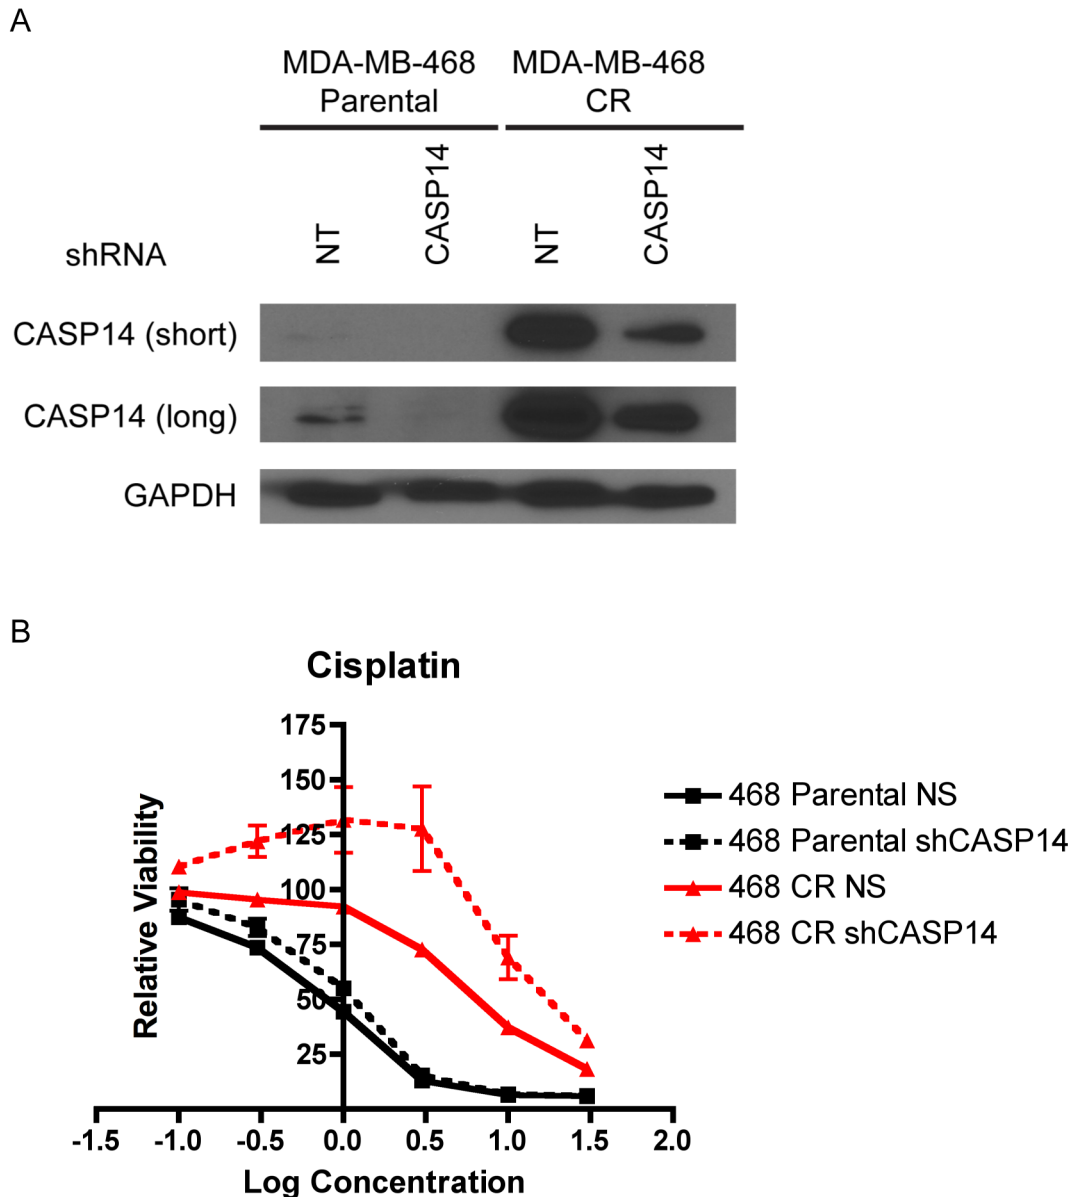 A
MDA-MB-468 MDA-MB-468
Parental CR
shRNA NT CASP14 NT CASP14
CASP14 (short)
CASP14 (long)
GAPDH
B
Cisplatin
175
150
125
100
75
50
25
Relative Viability
-1.5 -1.0 -0.5 0.0 0.5 1.0 1.5 2.0
Log Concentration
468 Parental NS
468 Parental shCASP14
468 CR NS
468 CR shCASP14